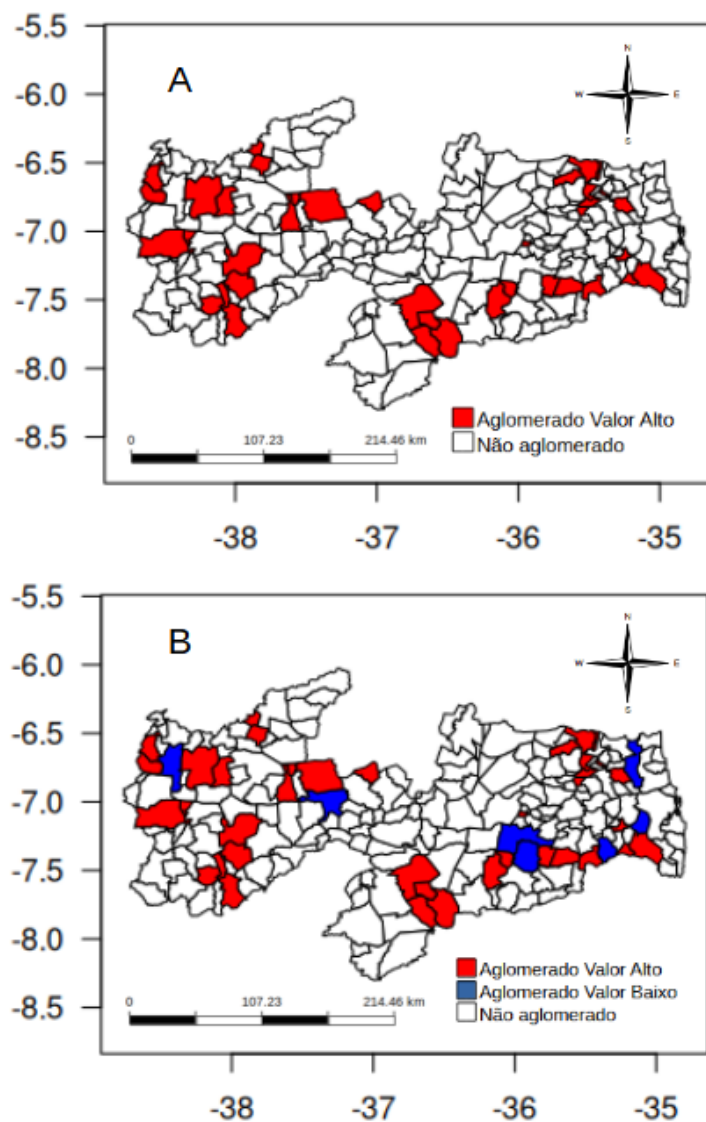 -5.5
A
N
-6.0
W E
S
-6.5
-7.0
-7.5
-8.0
Aglomerado Valor Alto
0 107.23 214.46 km
Não aglomerado
-8.5
-38 -37 -36 -35
-5.5
B
N
-6.0
W E
S
-6.5
-7.0
-7.5
-8.0
Aglomerado Valor Alto
Aglomerado Valor Baixo
0 107.23 214.46 km
Não aglomerado
-8.5
-38 -37 -36 -35